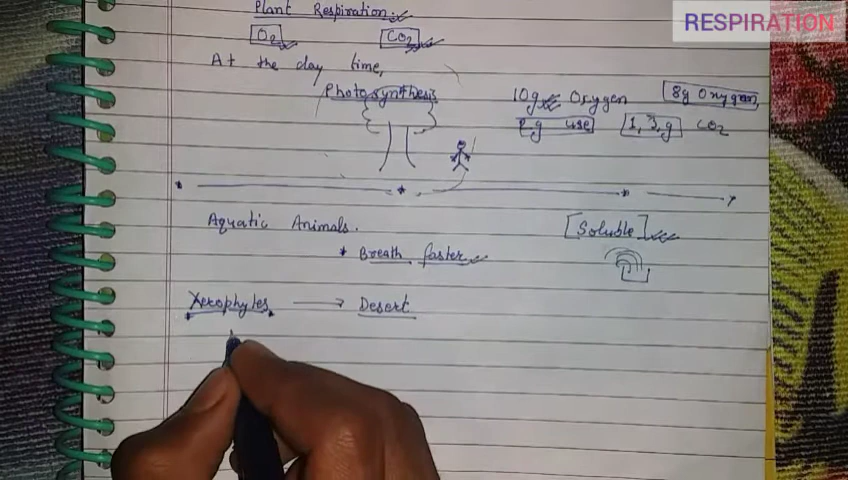 RESPIRATION
Plant Respiration.
O2 CO2
At the day time,
Photosynthesis
10g Oxygen 8g Oxygen,
2g use 1, 3, g CO2
Aquatic Animals. [Soluble]
* Breath faster
Xerophytes → Desert